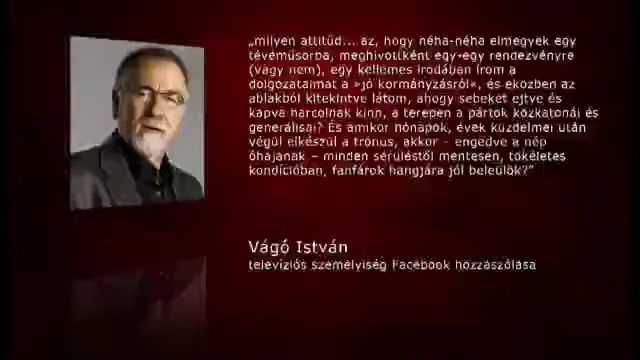 „milyen attitűd... az, hogy néha-néha elmegyek egy
tévéműsorba, meghívottként egy-egy rendezvényre
(vagy nem), egy kellemes irodában írom a
dolgozataimat a »jó kormányzásról«, és eközben az
ablakból kitekintve látom, ahogy sebeket ejtve és
kapva harcolnak kinn, a terepen a pártok közkatonái és
generálisai? És amikor hónapok, évek küzdelmei után
végül elkészül a trónus, akkor – engedve a nép
óhajának – minden sérüléstől mentesen, tökéletes
kondícióban, fanfárok hangjára jól beleülök?”
Vágó István
televíziós személyiség Facebook hozzászólása